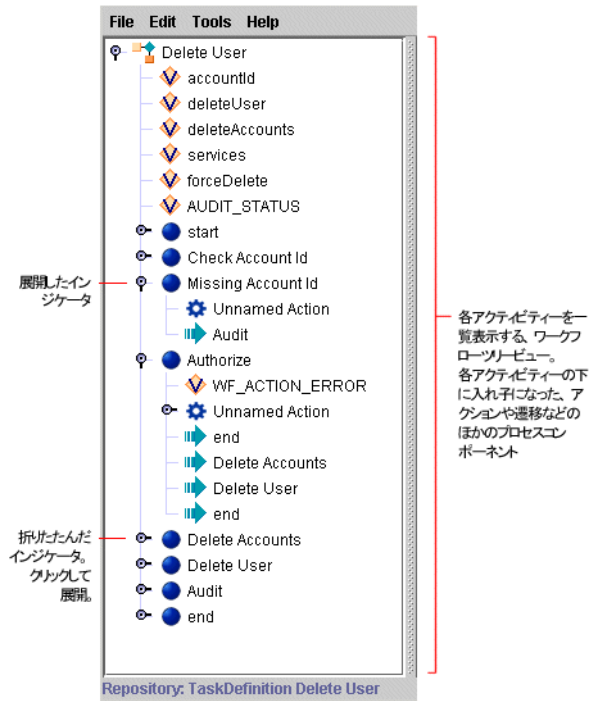 File Edit Tools Help
Delete User
accountId
deleteUser
deleteAccounts
services
forceDelete
AUDIT_STATUS
start
Check Account Id
Missing Account Id
Unnamed Action
Audit
Authorize
WF_ACTION_ERROR
Unnamed Action
end
Delete Accounts
Delete User
end
Delete Accounts
Delete User
Audit
end
Repository: TaskDefinition Delete User
展開したイン
ジケータ
折りたたんだ
インジケータ。
クリックして
展開。
各アクティビティーを一
覧表示する、ワークフ
ローツリービュー。
各アクティビティーの下
に入れ子になった、ア
クションや遷移などの
ほかのプロセスコン
ポーネント